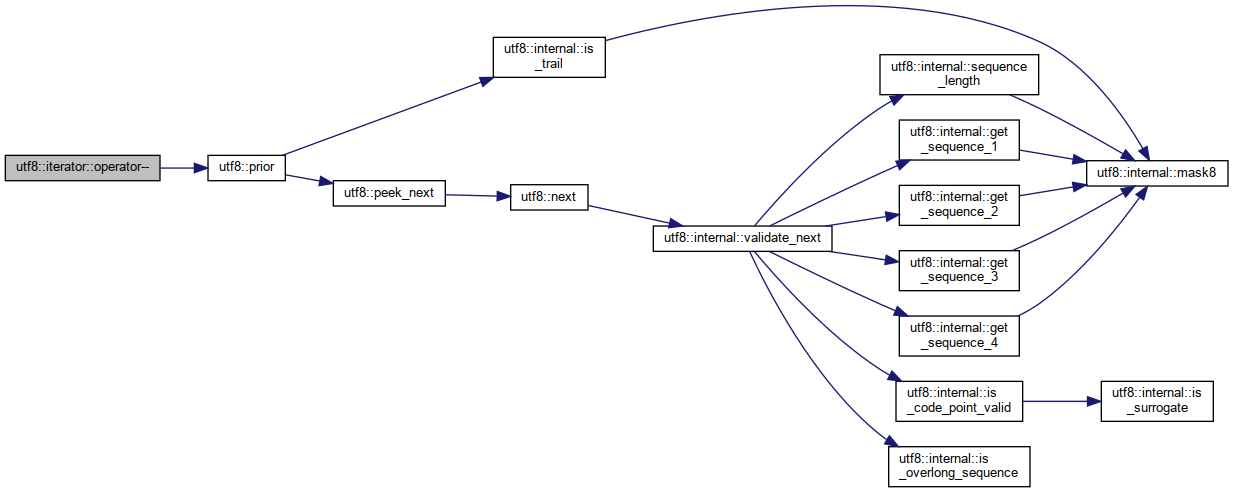 utf8::iterator::operator--
utf8::prior
utf8::internal::is
_trail
utf8::peek_next
utf8::next
utf8::internal::validate_next
utf8::internal::sequence
_length
utf8::internal::get
_sequence_1
utf8::internal::get
_sequence_2
utf8::internal::get
_sequence_3
utf8::internal::get
_sequence_4
utf8::internal::is
_code_point_valid
utf8::internal::is
_overlong_sequence
utf8::internal::mask8
utf8::internal::is
_surrogate